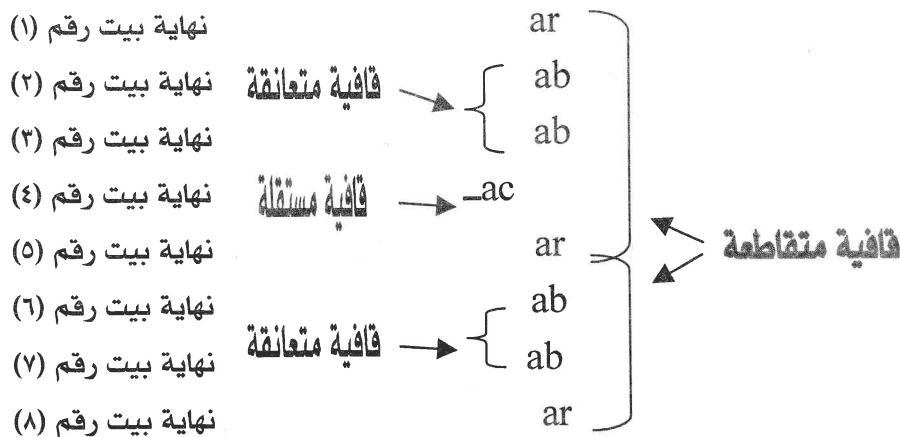 نهاية بيت رقم (١) ar
نهاية بيت رقم (٢) قافية متعانقة ab
نهاية بيت رقم (٣) ab
نهاية بيت رقم (٤) قافية مستقلة ac
نهاية بيت رقم (٥) ar قافية متقاطعة
نهاية بيت رقم (٦) ab
نهاية بيت رقم (٧) قافية متعانقة ab
نهاية بيت رقم (٨) ar